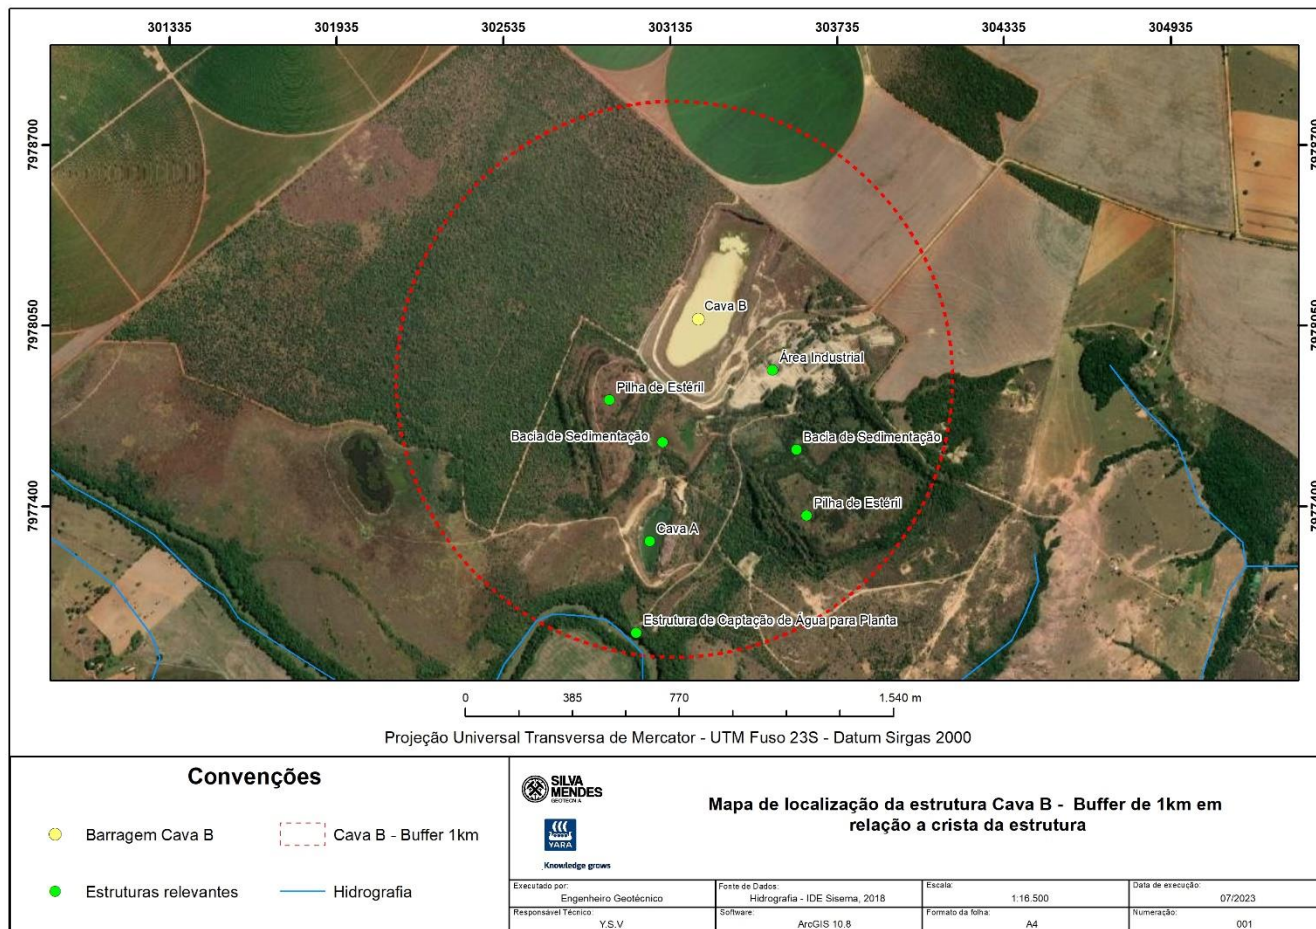 301335 301935 302535 303135 303735 304335 304935
7978700 7978700
Cava B
7978050 7978050
Área Industrial
Pilha de Estéril
Bacia de Sedimentação Bacia de Sedimentação
7977400 7977400
Pilha de Estéril
Cava A
Estrutura de Captação de Água para Planta
0 385 770 1.540 m
Projeção Universal Transversa de Mercator - UTM Fuso 23S - Datum Sirgas 2000
Convenções
Barragem Cava B Cava B - Buffer 1km
Estruturas relevantes Hidrografia
SILVA
MENDES
GEOTECNIA
YARA
Knowledge grows
Mapa de localização da estrutura Cava B - Buffer de 1km em
relação a crista da estrutura
Executado por: Fonte de Dados: Escala: Data de execução:
Engenheiro Geotécnico Hidrografia - IDE Sisema, 2018 1:16.500 07/2023
Responsável Técnico: Software: Formato da folha: Numeração:
Y.S.V ArcGIS 10.8 A4 001